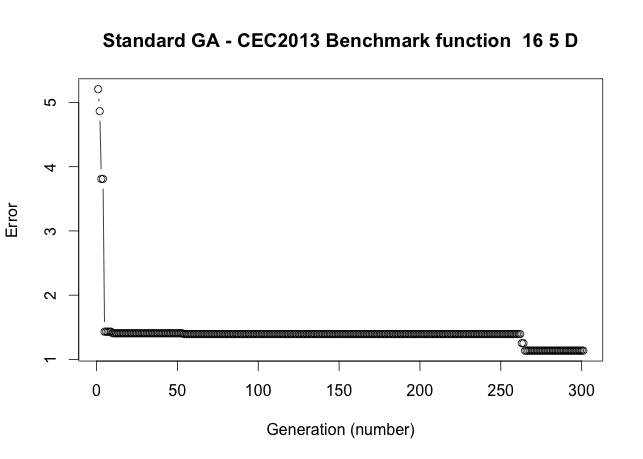 Standard GA - CEC2013 Benchmark function  16 5 D
5
4
3
2
1
Error
0 50 100 150 200 250 300
Generation (number)